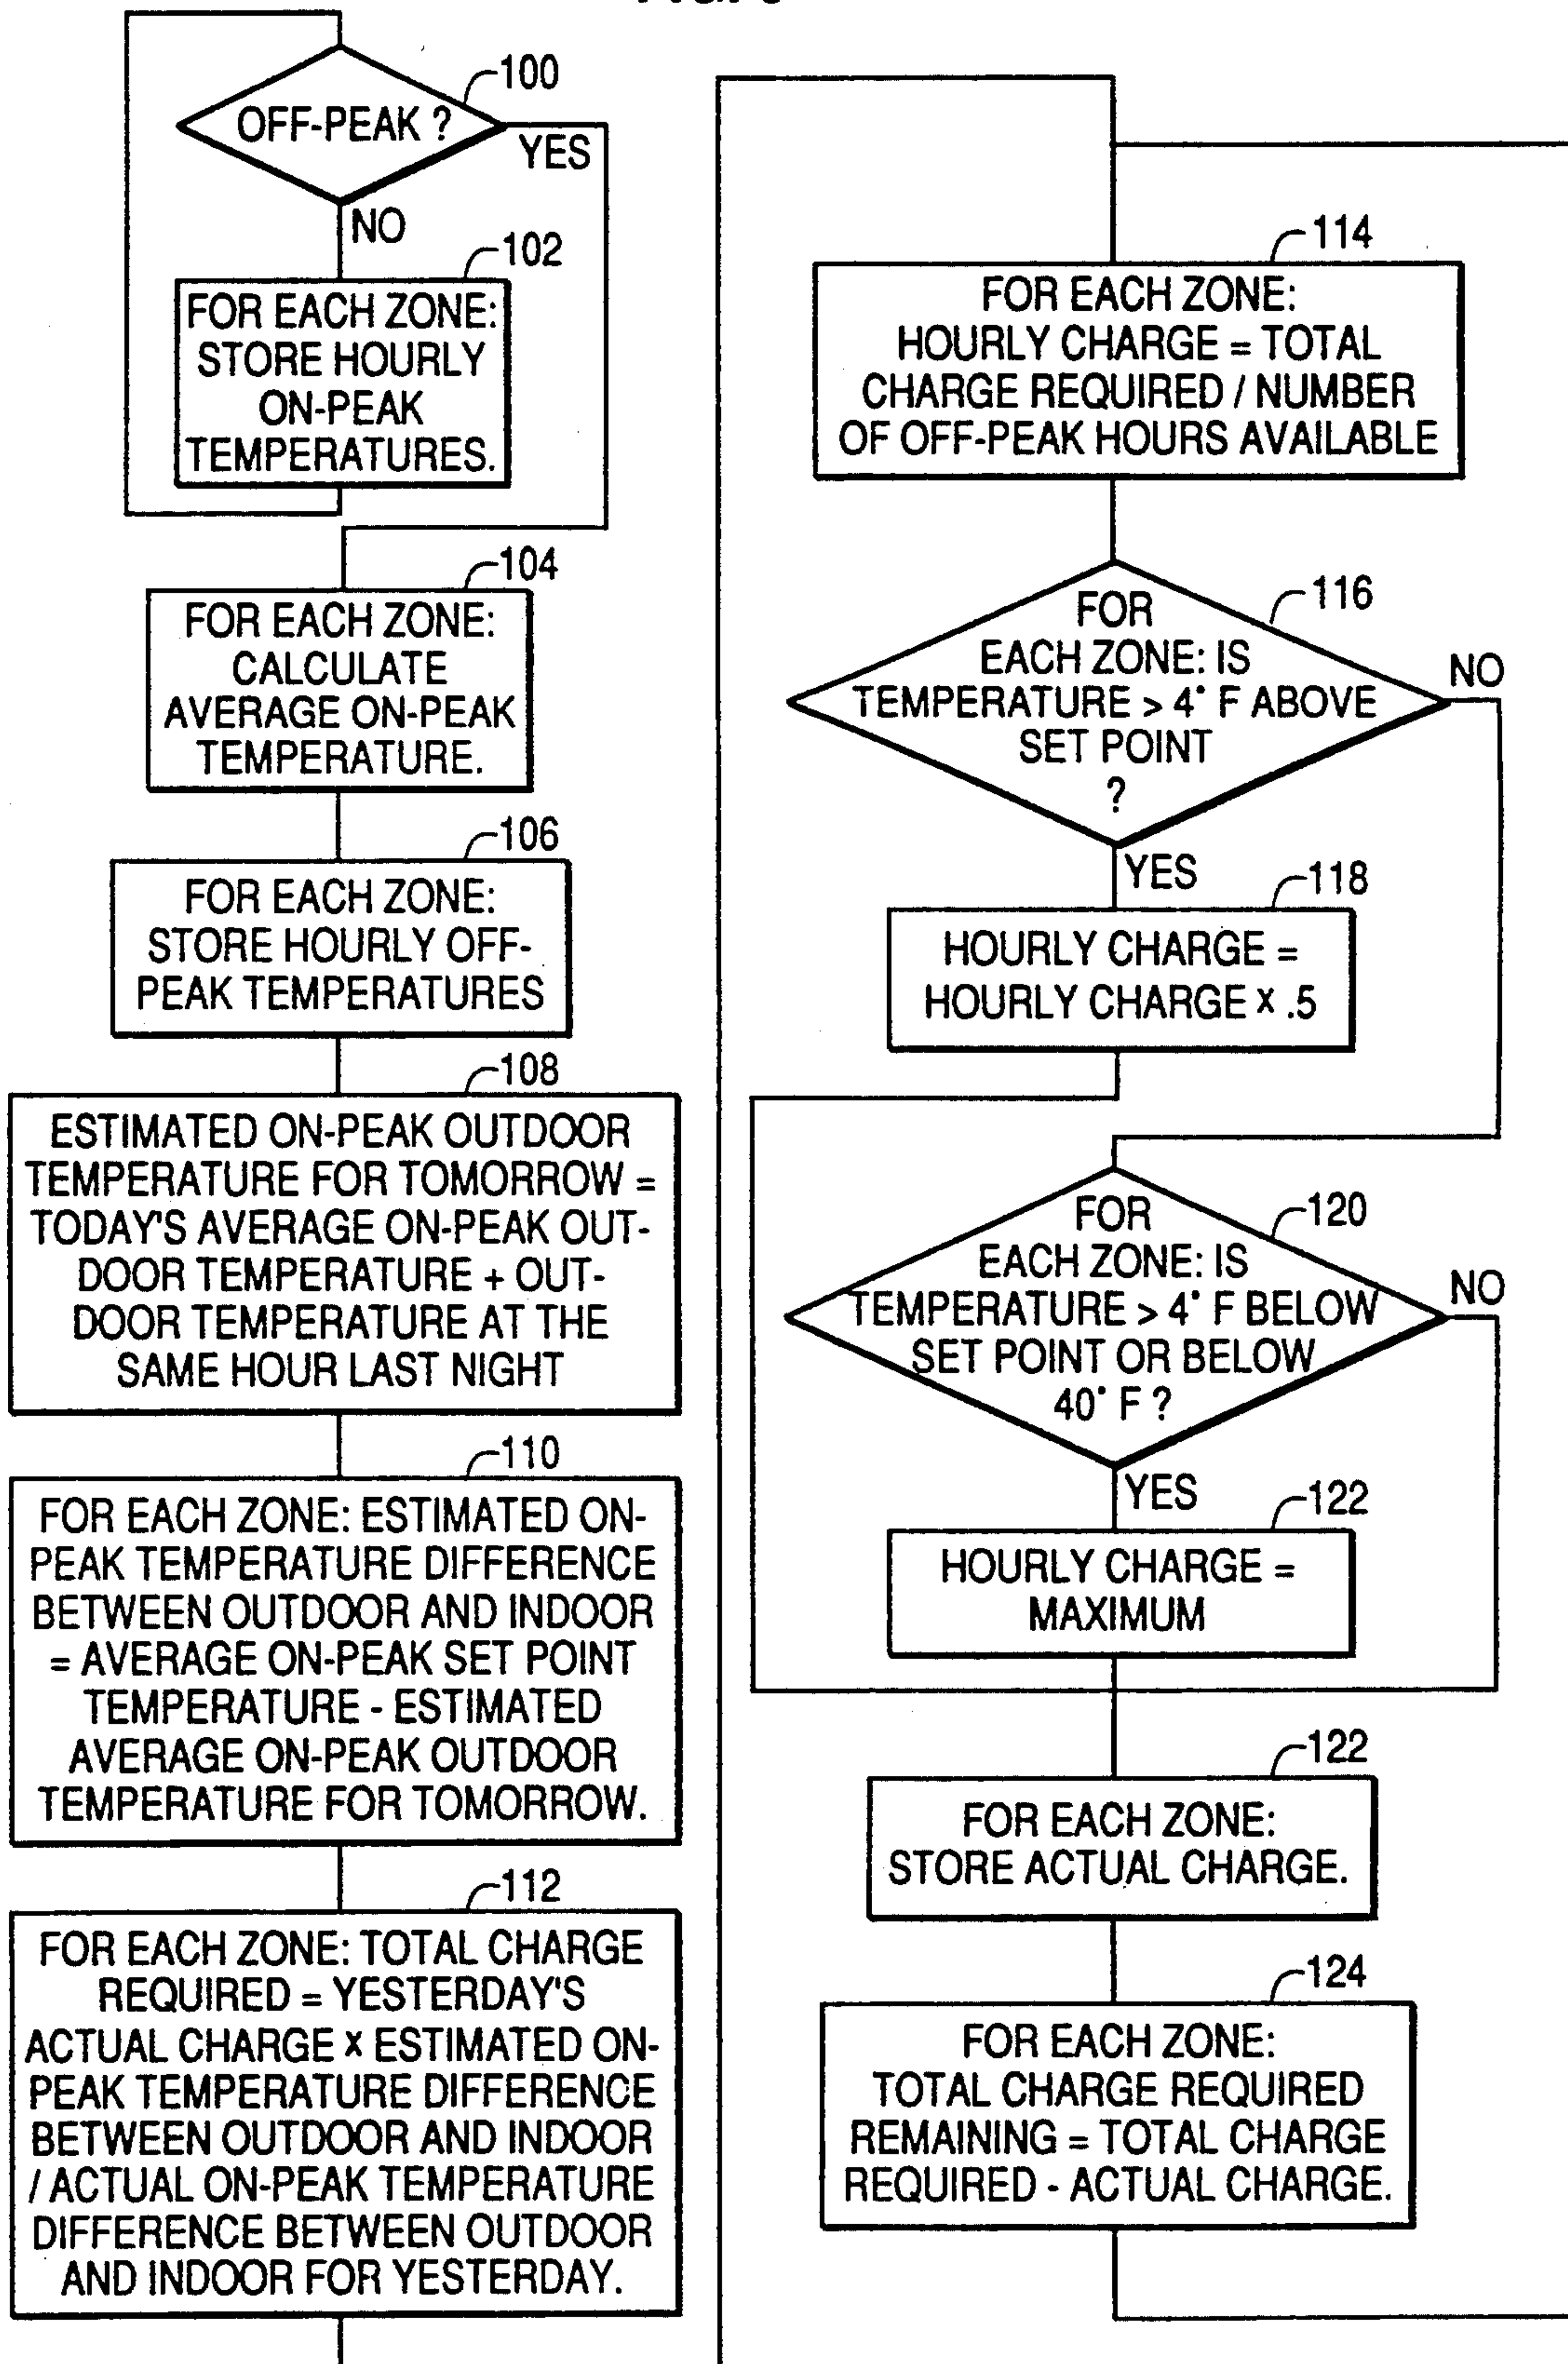 100
OFF-PEAK ?
YES
NO
102
FOR EACH ZONE:
STORE HOURLY
ON-PEAK
TEMPERATURES.
104
FOR EACH ZONE:
CALCULATE
AVERAGE ON-PEAK
TEMPERATURE.
106
FOR EACH ZONE:
STORE HOURLY OFF-
PEAK TEMPERATURES
108
ESTIMATED ON-PEAK OUTDOOR
TEMPERATURE FOR TOMORROW =
TODAY'S AVERAGE ON-PEAK OUT-
DOOR TEMPERATURE + OUT-
DOOR TEMPERATURE AT THE
SAME HOUR LAST NIGHT
110
FOR EACH ZONE: ESTIMATED ON-
PEAK TEMPERATURE DIFFERENCE
BETWEEN OUTDOOR AND INDOOR
= AVERAGE ON-PEAK SET POINT
TEMPERATURE - ESTIMATED
AVERAGE ON-PEAK OUTDOOR
TEMPERATURE FOR TOMORROW.
112
FOR EACH ZONE: TOTAL CHARGE
REQUIRED = YESTERDAY'S
ACTUAL CHARGE x ESTIMATED ON-
PEAK TEMPERATURE DIFFERENCE
BETWEEN OUTDOOR AND INDOOR
/ ACTUAL ON-PEAK TEMPERATURE
DIFFERENCE BETWEEN OUTDOOR
AND INDOOR FOR YESTERDAY.
114
FOR EACH ZONE:
HOURLY CHARGE = TOTAL
CHARGE REQUIRED / NUMBER
OF OFF-PEAK HOURS AVAILABLE
116
FOR
EACH ZONE: IS
TEMPERATURE > 4° F ABOVE
SET POINT
?
NO
YES
118
HOURLY CHARGE =
HOURLY CHARGE x .5
120
FOR
EACH ZONE: IS
TEMPERATURE > 4° F BELOW
SET POINT OR BELOW
40° F ?
NO
YES
122
HOURLY CHARGE =
MAXIMUM
122
FOR EACH ZONE:
STORE ACTUAL CHARGE.
124
FOR EACH ZONE:
TOTAL CHARGE REQUIRED
REMAINING = TOTAL CHARGE
REQUIRED - ACTUAL CHARGE.